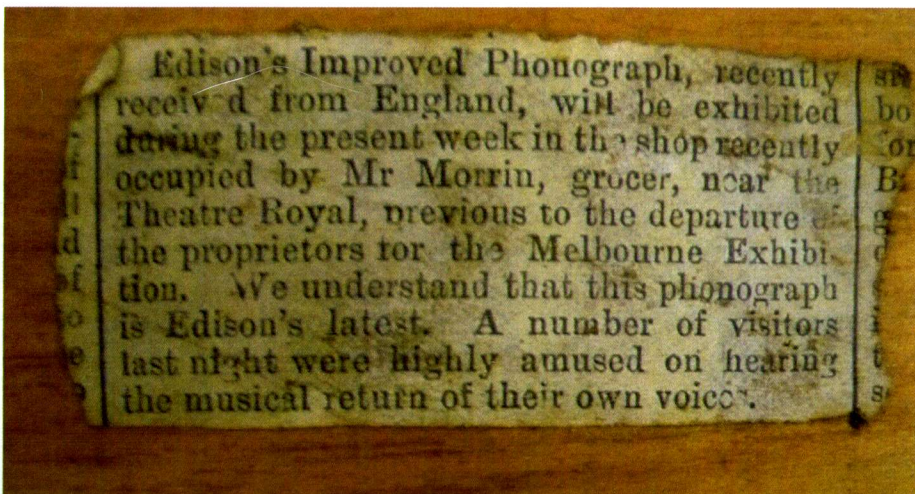 Edison's Improved Phonograph, recently
received from England, will be exhibited
during the present week in the shop recently
occupied by Mr Morrin, grocer, near the
Theatre Royal, previous to the departure of
the proprietors for the Melbourne Exhibi-
tion. We understand that this phonograph
is Edison's latest. A number of visitors
last night were highly amused on hearing
the musical return of their own voices.